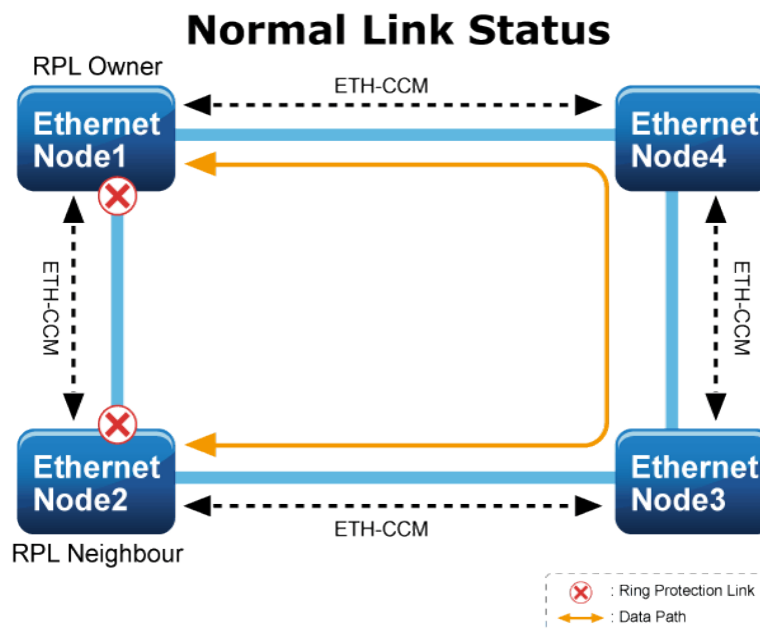 Normal Link Status
RPL Owner
ETH-CCM
Ethernet
Node1
Ethernet
Node4
ETH-CCM
ETH-CCM
Ethernet
Node2
Ethernet
Node3
ETH-CCM
RPL Neighbour
: Ring Protection Link
: Data Path